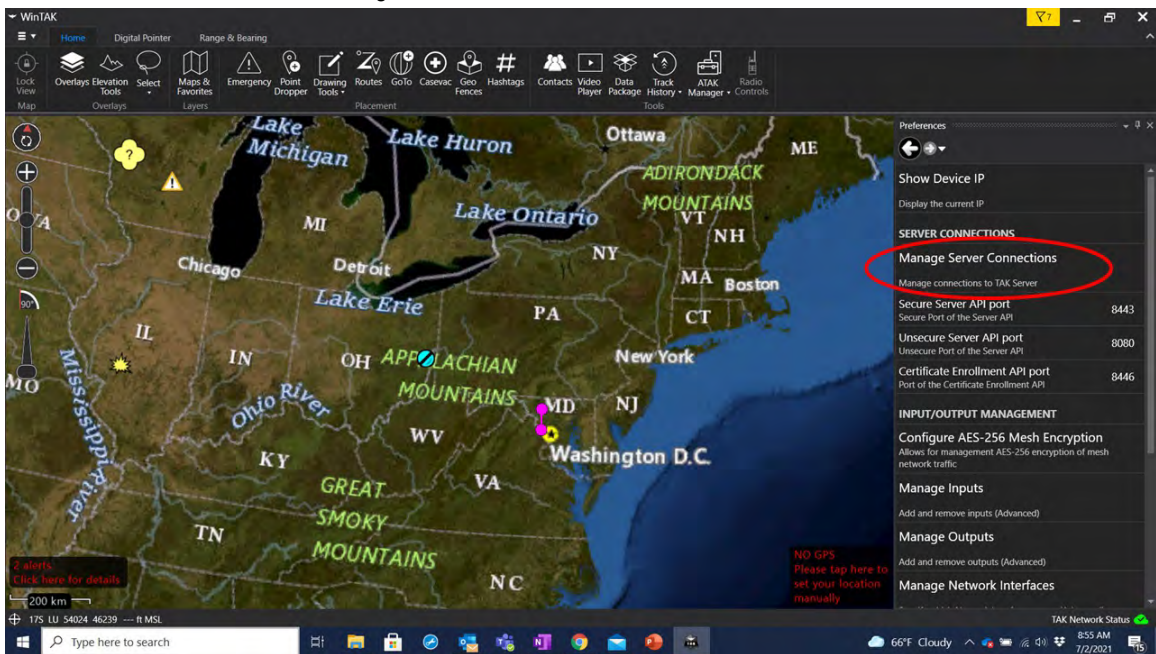 WinTAK
7
Home Digital Pointer Range & Bearing
Lock View
Overlays
Elevation Tools
Select
Maps & Favorites
Emergency
Point Dropper
Drawing Tools
Routes
GoTo
Casevac
Geo Fences
Hashtags
Contacts
Video Player
Data Package
Track History
ATAK Manager
Radio Controls
Map Overlays Layers Placement Tools
Lake Michigan
Lake Huron
Ottawa
ME
ADIRONDACK MOUNTAINS
VT
NH
Lake Ontario
MI
NY
Chicago
Detroit
MA
Boston
Lake Erie
PA
CT
IL
IN
OH
APPALACHIAN MOUNTAINS
New York
MO
Mississippi River
Ohio River
MD
NJ
WV
Washington D.C.
KY
VA
GREAT SMOKY MOUNTAINS
TN
NC
90°
?
2 alerts
Click here for details
200 km
NO GPS
Please tap here to
set your location
manually
Preferences
Show Device IP
Display the current IP
SERVER CONNECTIONS
Manage Server Connections
Manage connections to TAK Server
Secure Server API port 8443
Secure Port of the Server API
Unsecure Server API port 8080
Unsecure Port of the Server API
Certificate Enrollment API port 8446
Port of the Certificate Enrollment API
INPUT/OUTPUT MANAGEMENT
Configure AES-256 Mesh Encryption
Allows for management AES-256 encryption of mesh
network traffic
Manage Inputs
Add and remove inputs (Advanced)
Manage Outputs
Add and remove outputs (Advanced)
Manage Network Interfaces
17S LU 54024 46239 --- ft MSL
TAK Network Status
Type here to search
66°F Cloudy
8:55 AM
7/2/2021
15